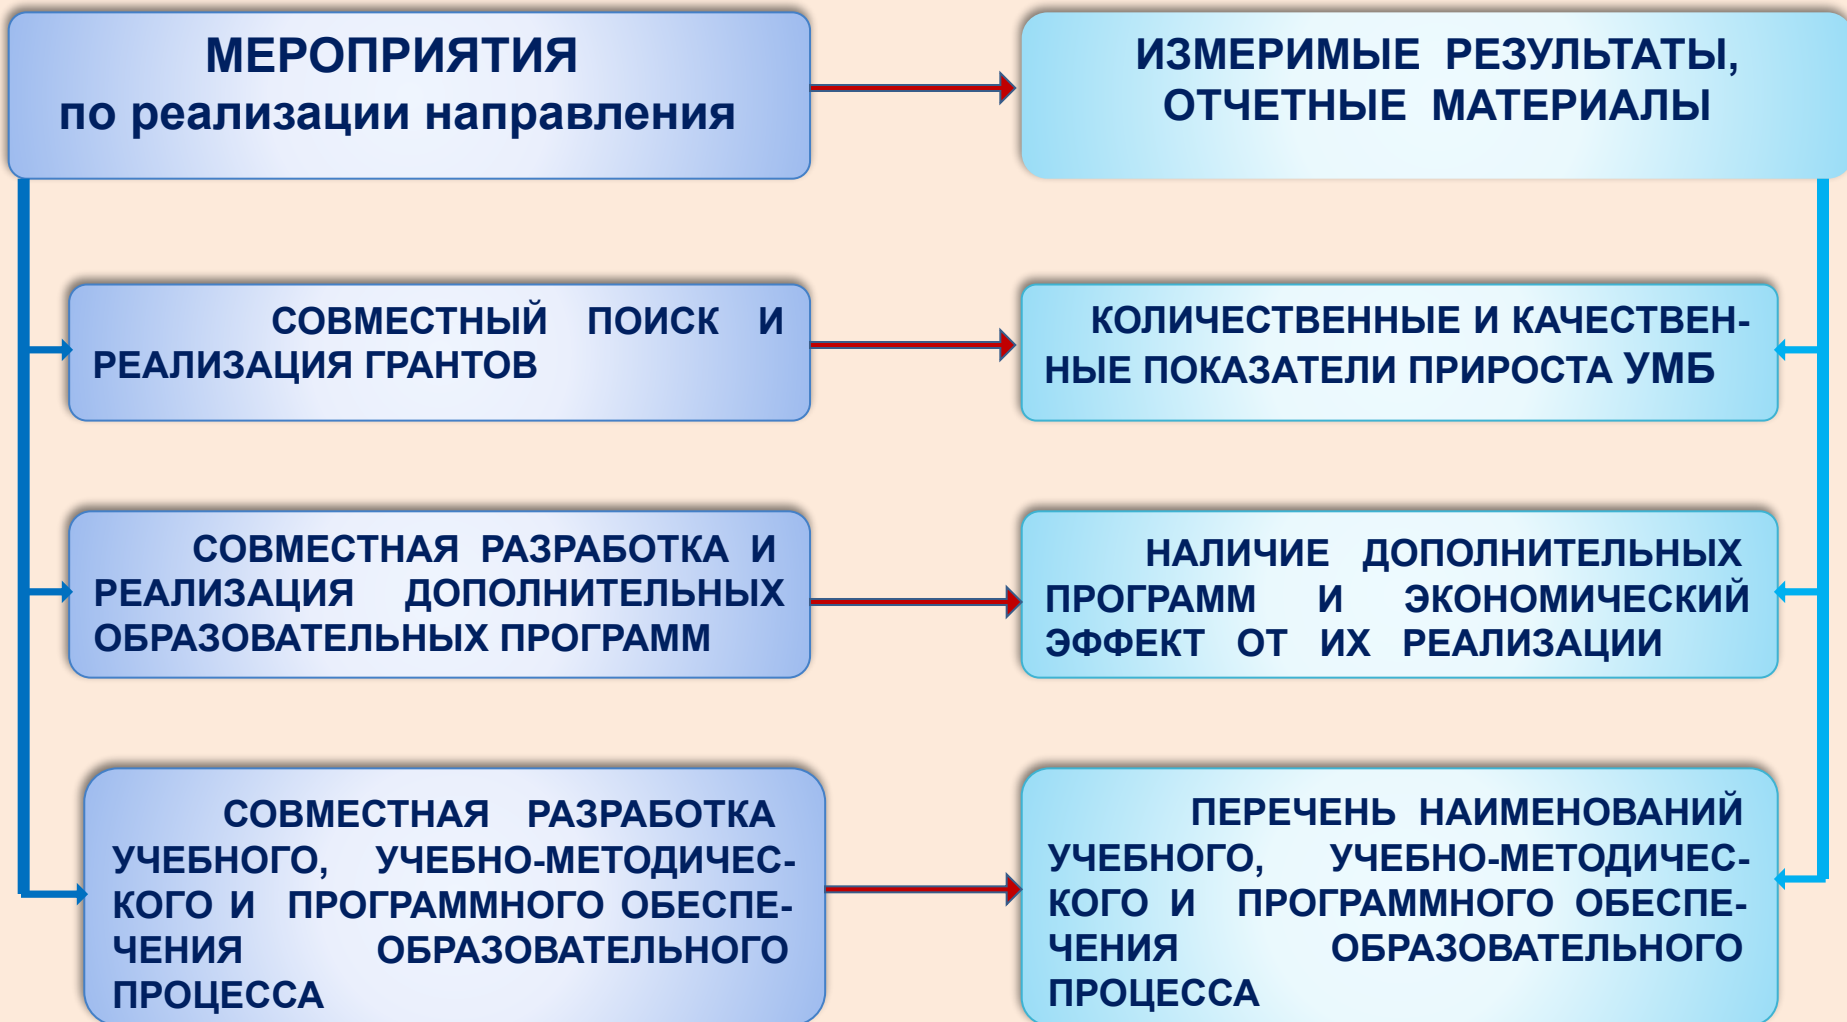 МЕРОПРИЯТИЯ
по реализации направления
ИЗМЕРИМЫЕ РЕЗУЛЬТАТЫ,
ОТЧЕТНЫЕ МАТЕРИАЛЫ
СОВМЕСТНЫЙ ПОИСК И
РЕАЛИЗАЦИЯ ГРАНТОВ
КОЛИЧЕСТВЕННЫЕ И КАЧЕСТВЕН-
НЫЕ ПОКАЗАТЕЛИ ПРИРОСТА УМБ
СОВМЕСТНАЯ РАЗРАБОТКА И
РЕАЛИЗАЦИЯ ДОПОЛНИТЕЛЬНЫХ
ОБРАЗОВАТЕЛЬНЫХ ПРОГРАММ
НАЛИЧИЕ ДОПОЛНИТЕЛЬНЫХ
ПРОГРАММ И ЭКОНОМИЧЕСКИЙ
ЭФФЕКТ ОТ ИХ РЕАЛИЗАЦИИ
СОВМЕСТНАЯ РАЗРАБОТКА
УЧЕБНОГО, УЧЕБНО-МЕТОДИЧЕС-
КОГО И ПРОГРАММНОГО ОБЕСПЕ-
ЧЕНИЯ ОБРАЗОВАТЕЛЬНОГО
ПРОЦЕССА
ПЕРЕЧЕНЬ НАИМЕНОВАНИЙ
УЧЕБНОГО, УЧЕБНО-МЕТОДИЧЕС-
КОГО И ПРОГРАММНОГО ОБЕСПЕ-
ЧЕНИЯ ОБРАЗОВАТЕЛЬНОГО
ПРОЦЕССА